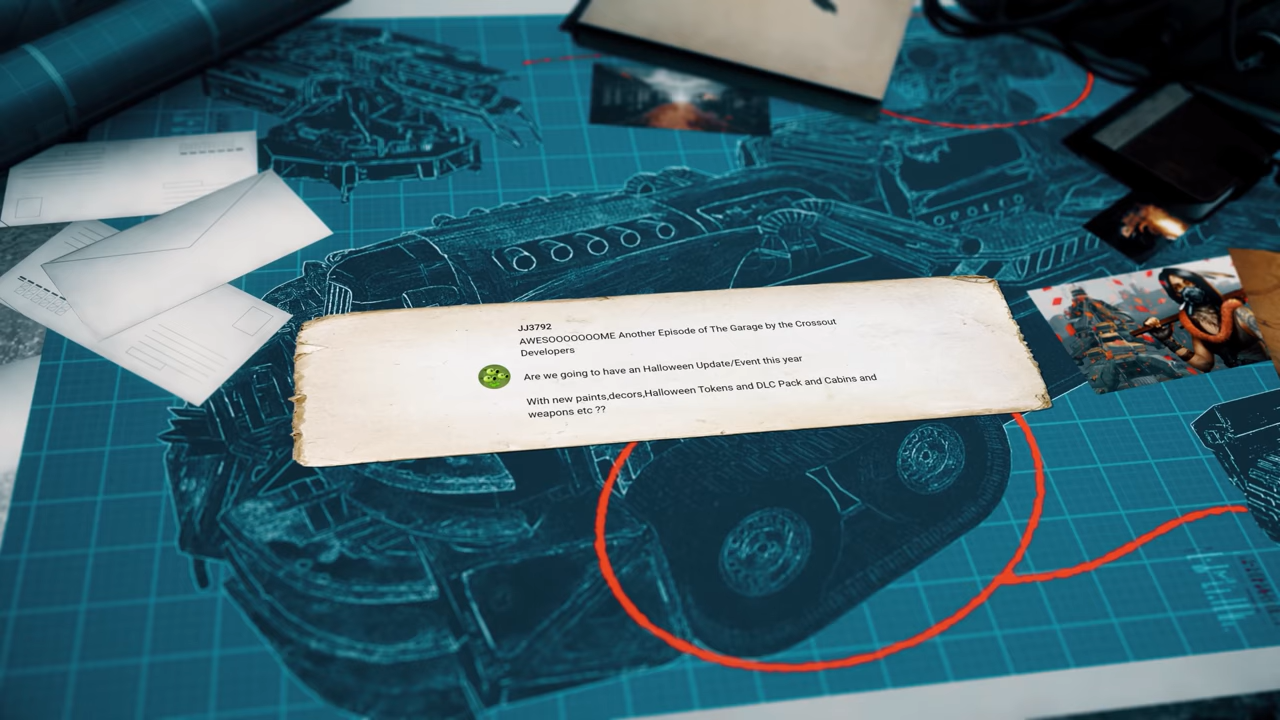 JJ3792
AWESOOOOOOOME Another Episode of The Garage by the Crossout
Developers
Are we going to have an Halloween Update/Event this year
With new paints,decors,Halloween Tokens and DLC Pack and Cabins and
weapons etc ??